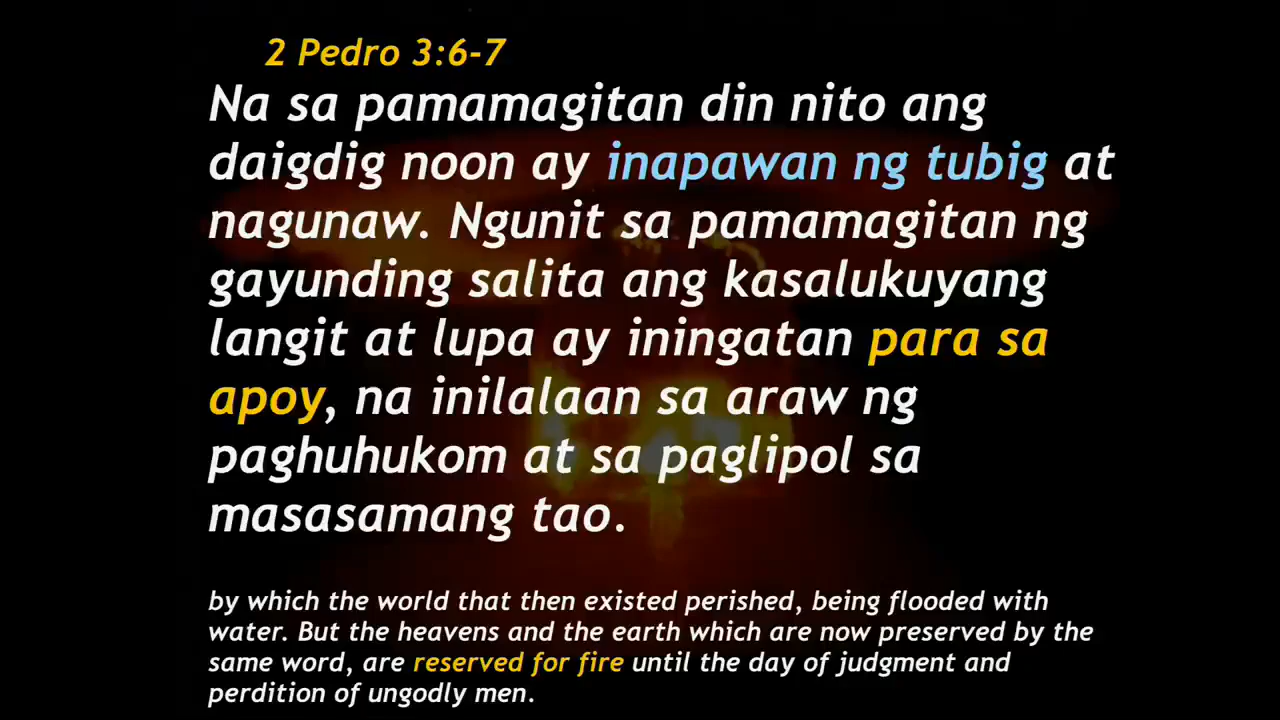 2 Pedro 3:6-7
Na sa pamamagitan din nito ang
daigdig noon ay inapawan ng tubig at
nagunaw. Ngunit sa pamamagitan ng
gayunding salita ang kasalukuyang
langit at lupa ay iningatan para sa
apoy, na inilalaan sa araw ng
paghuhukom at sa paglipol sa
masasamang tao.
by which the world that then existed perished, being flooded with
water. But the heavens and the earth which are now preserved by the
same word, are reserved for fire until the day of judgment and
perdition of ungodly men.